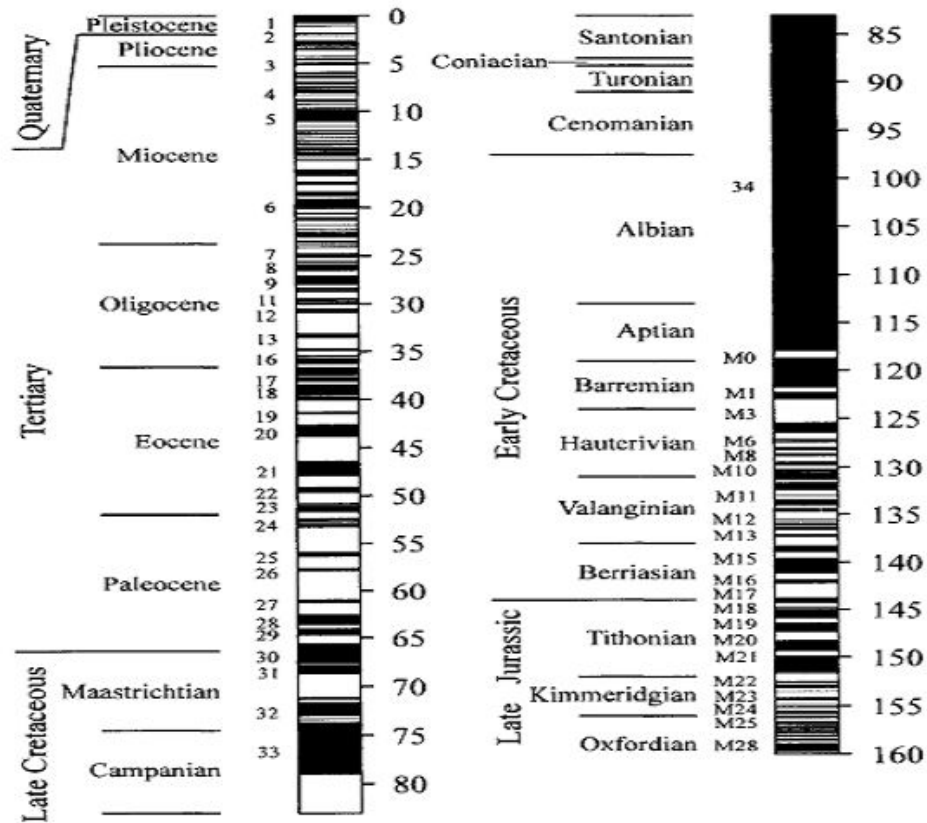 Quaternary
Pleistocene
Pliocene
Tertiary
Miocene
Oligocene
Eocene
Paleocene
Late Cretaceous
Maastrichtian
Campanian
1
2
3
4
5
6
7
8
9
11
12
13
16
17
18
19
20
21
22
23
24
25
26
27
28
29
30
31
32
33
0
5
10
15
20
25
30
35
40
45
50
55
60
65
70
75
80
Santonian
Coniacian
Turonian
Cenomanian
Early Cretaceous
Albian
Aptian
Barremian
Hauterivian
Valanginian
Berriasian
Late Jurassic
Tithonian
Kimmeridgian
Oxfordian
34
M0
M1
M3
M6
M8
M10
M11
M12
M13
M15
M16
M17
M18
M19
M20
M21
M22
M23
M24
M25
M28
85
90
95
100
105
110
115
120
125
130
135
140
145
150
155
160